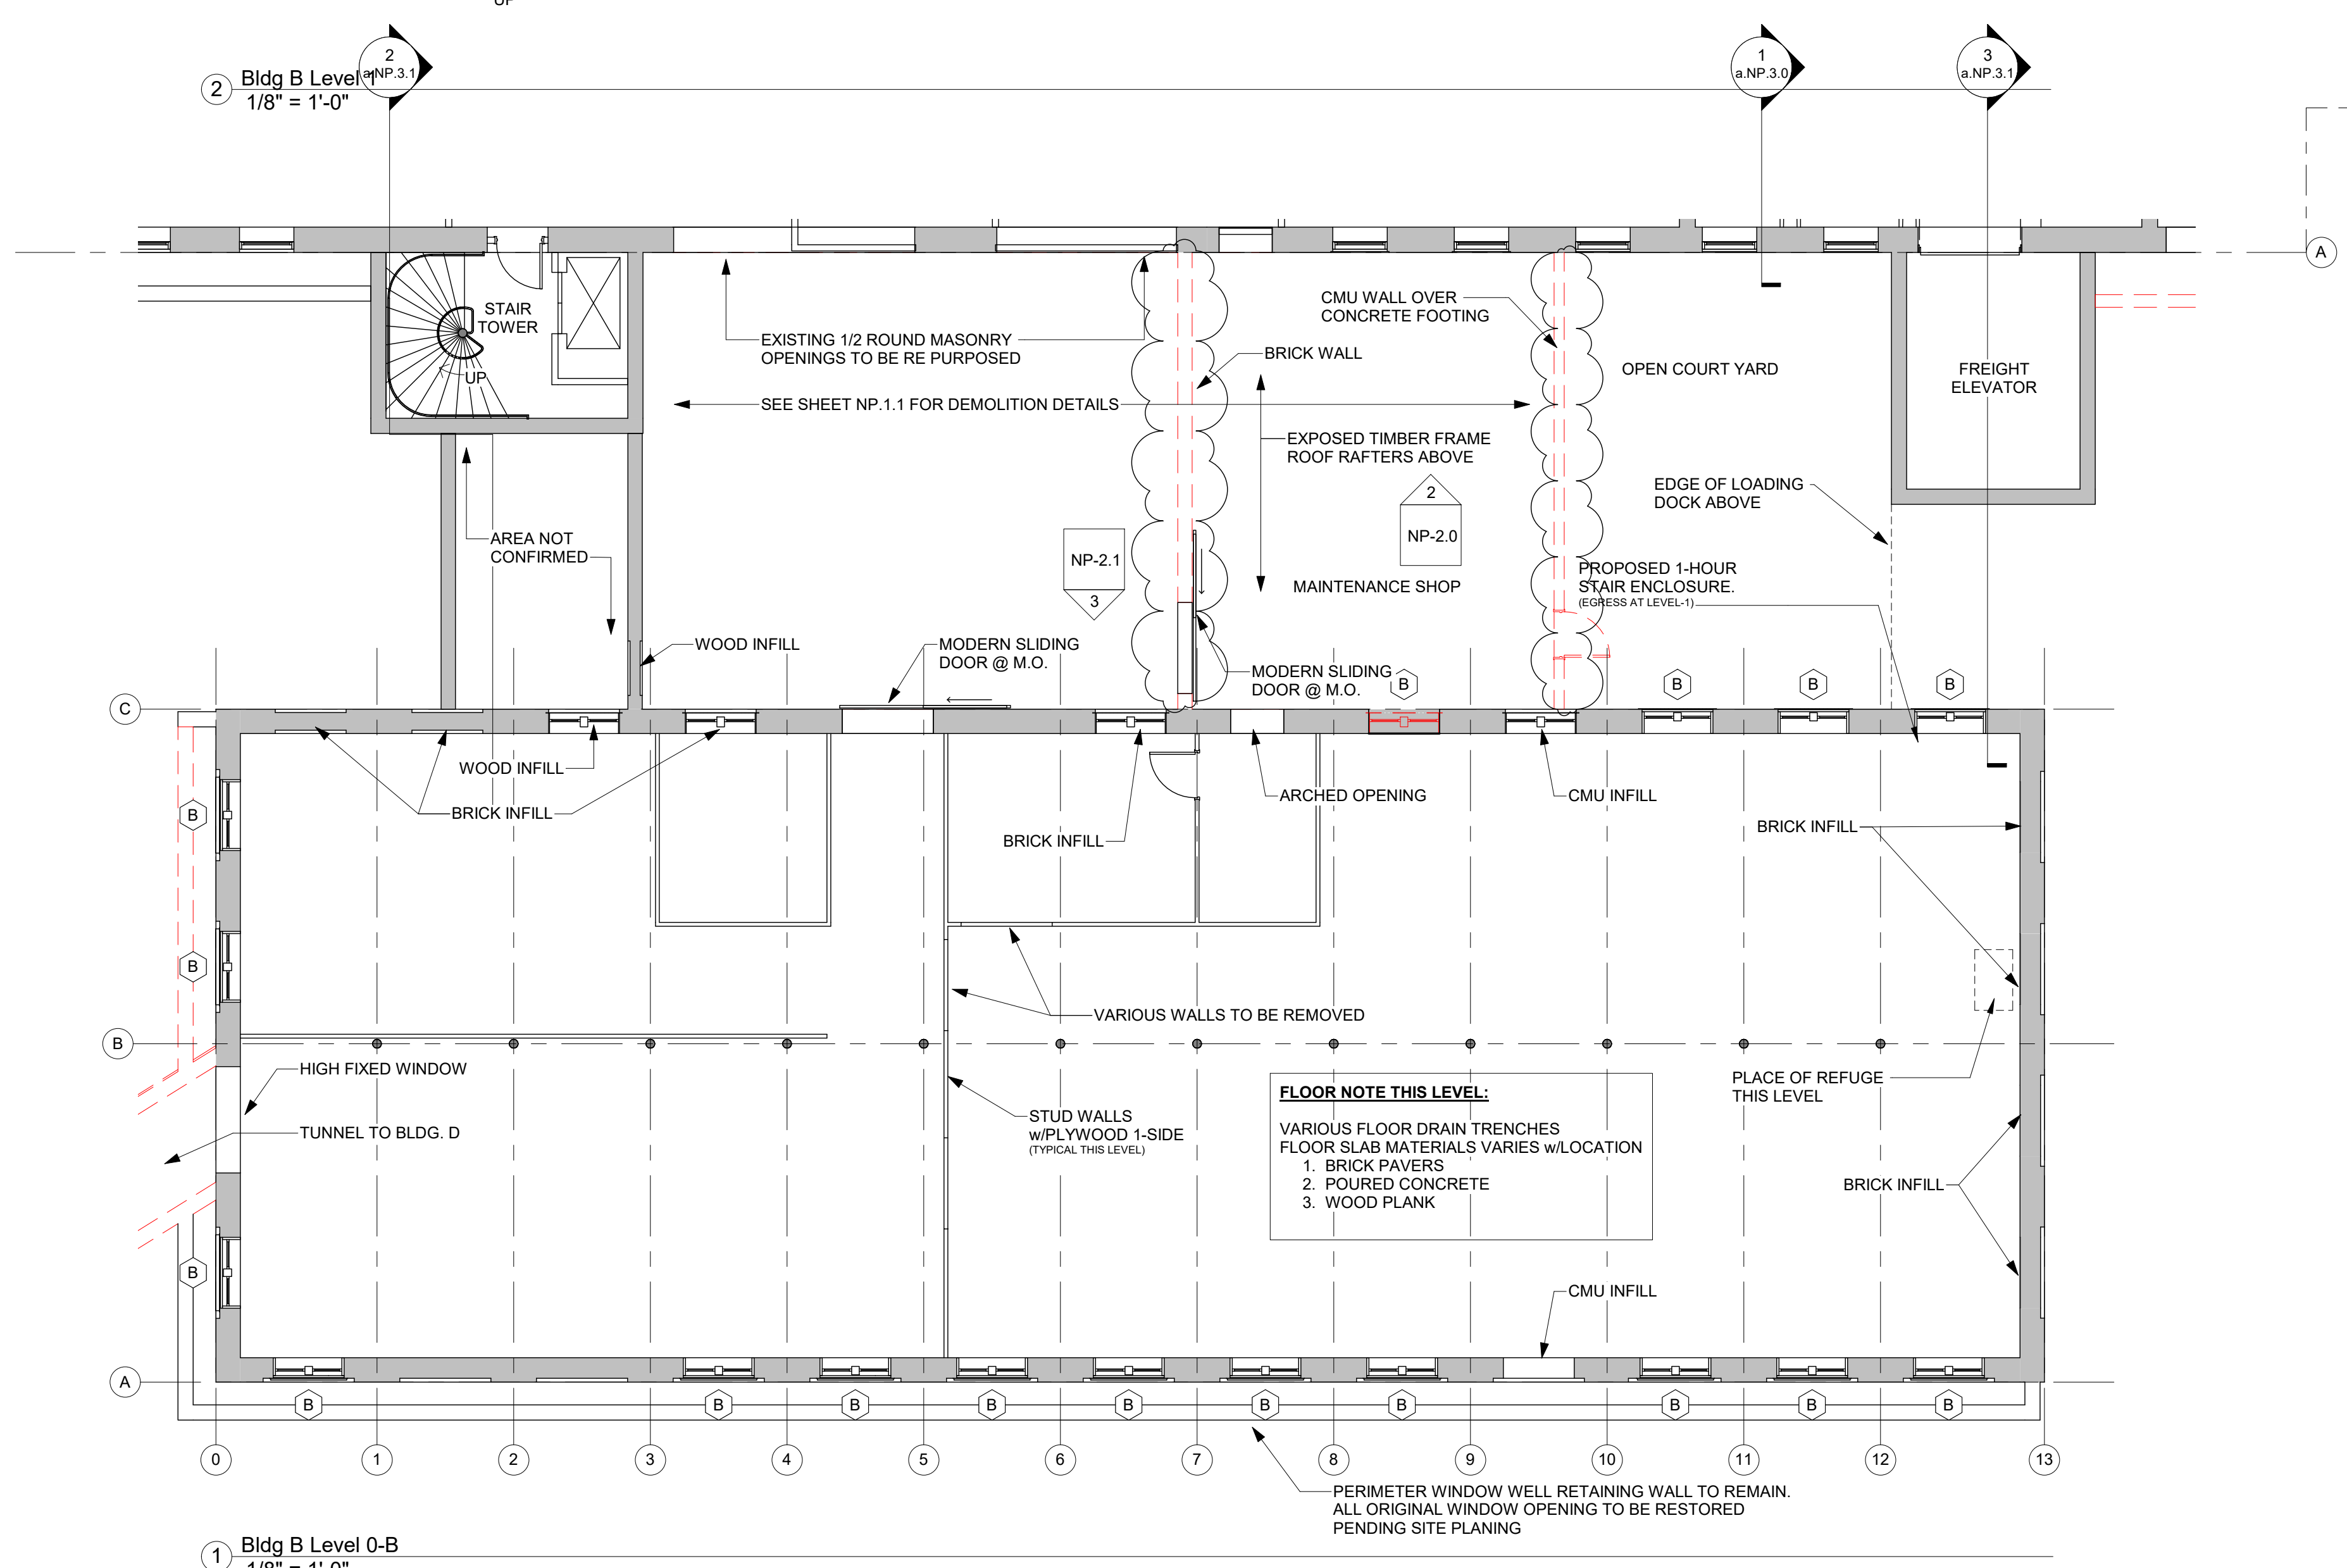 UP
2
a.NP.3.1
1
a.NP.3.0
3
a.NP.3.1
2
Bldg B Level 1
1/8" = 1'-0"
A
STAIR
TOWER
UP
EXISTING 1/2 ROUND MASONRY
OPENINGS TO BE RE PURPOSED
CMU WALL OVER
CONCRETE FOOTING
BRICK WALL
OPEN COURT YARD
FREIGHT
ELEVATOR
SEE SHEET NP.1.1 FOR DEMOLITION DETAILS
EXPOSED TIMBER FRAME
ROOF RAFTERS ABOVE
2
NP-2.0
EDGE OF LOADING
DOCK ABOVE
AREA NOT
CONFIRMED
NP-2.1
3
MAINTENANCE SHOP
PROPOSED 1-HOUR
STAIR ENCLOSURE.
(EGRESS AT LEVEL-1)
WOOD INFILL
MODERN SLIDING
DOOR @ M.O.
MODERN SLIDING
DOOR @ M.O.
B
B
B
B
C
WOOD INFILL
BRICK INFILL
BRICK INFILL
ARCHED OPENING
CMU INFILL
BRICK INFILL
B
B
VARIOUS WALLS TO BE REMOVED
B
HIGH FIXED WINDOW
TUNNEL TO BLDG. D
STUD WALLS
w/PLYWOOD 1-SIDE
(TYPICAL THIS LEVEL)
FLOOR NOTE THIS LEVEL:
VARIOUS FLOOR DRAIN TRENCHES
FLOOR SLAB MATERIALS VARIES w/LOCATION
1. BRICK PAVERS
2. POURED CONCRETE
3. WOOD PLANK
PLACE OF REFUGE
THIS LEVEL
BRICK INFILL
B
CMU INFILL
A
B
B
B
B
B
B
B
B
B
B
0
1
2
3
4
5
6
7
8
9
10
11
12
13
PERIMETER WINDOW WELL RETAINING WALL TO REMAIN.
ALL ORIGINAL WINDOW OPENING TO BE RESTORED
PENDING SITE PLANING
1
Bldg B Level 0-B
1/8" = 1'-0"